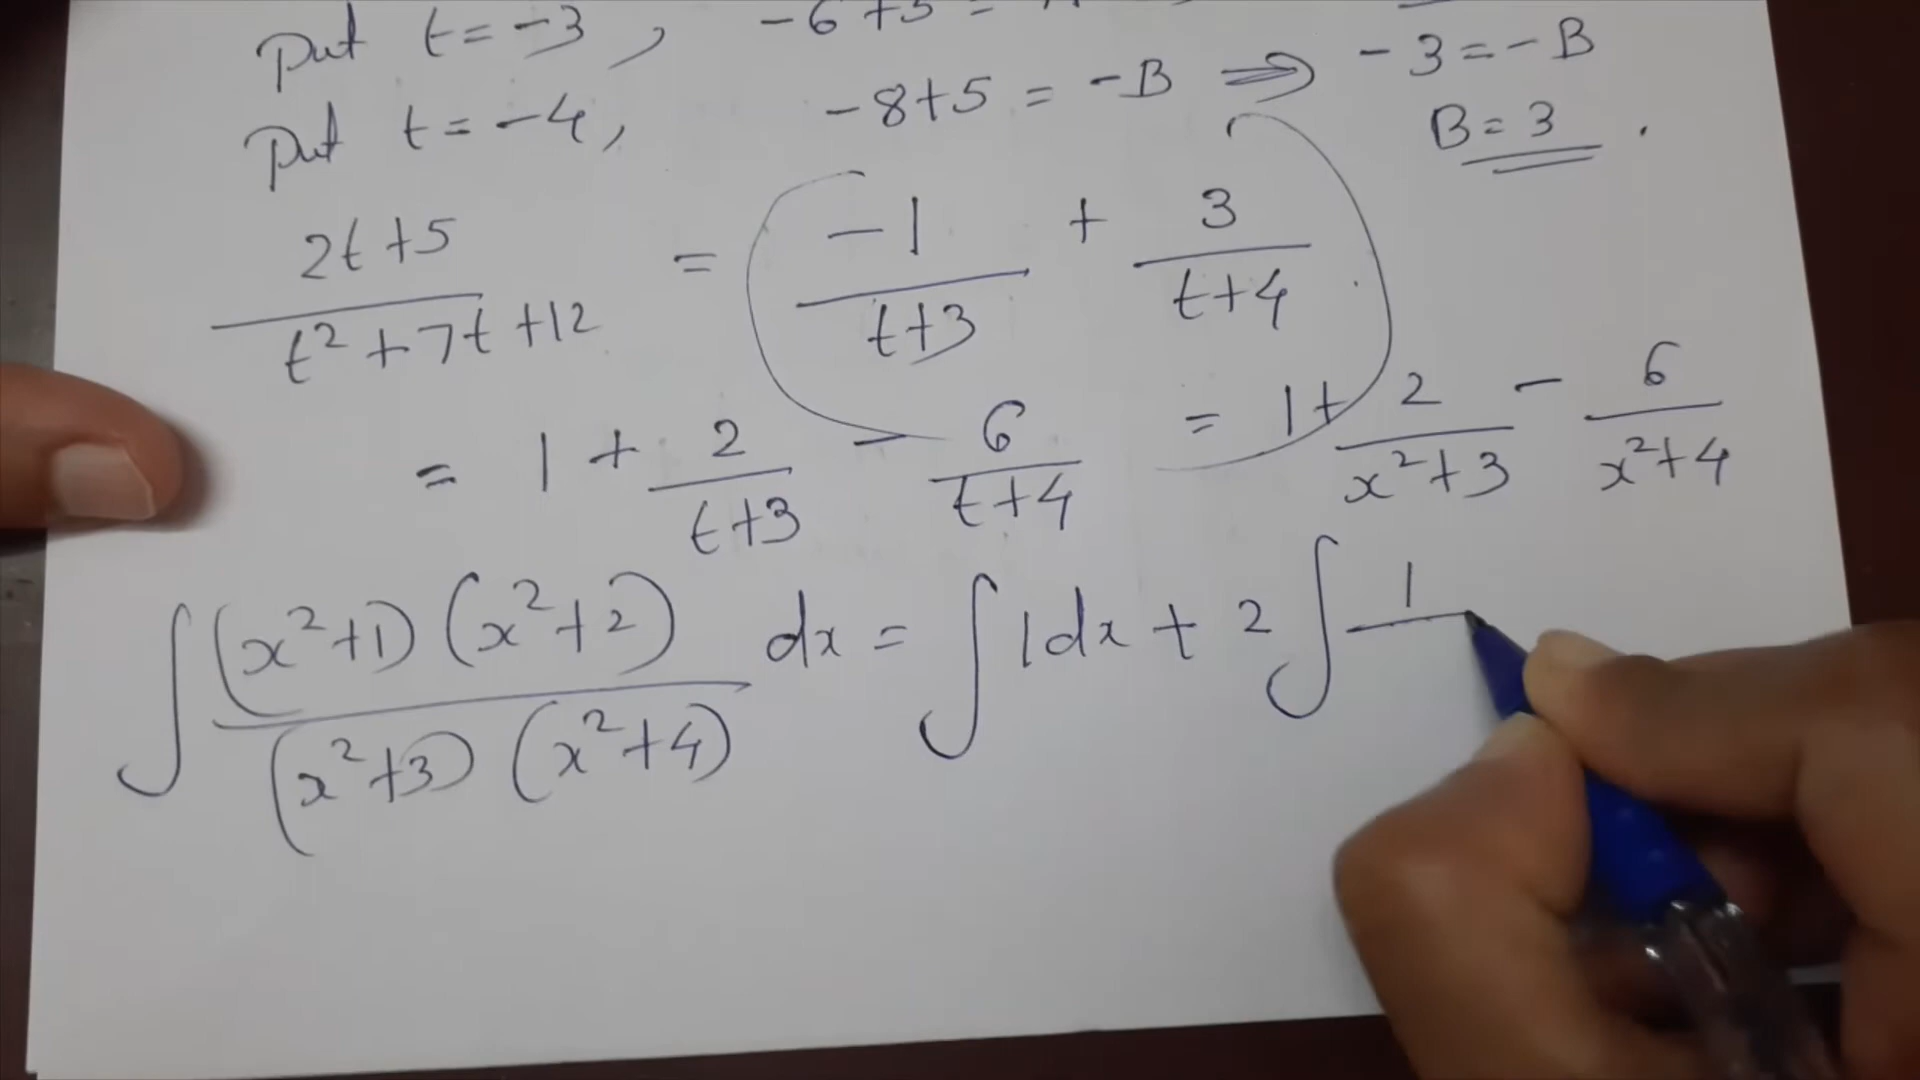 Put t = -3, -6+5 =
Put t = -4, -8+5 = -B ⇒ -3 = -B
B = 3
(2t+5)/(t²+7t+12) = -1/(t+3) + 3/(t+4)
= 1 + 2/(t+3) - 6/(t+4) = 1 + 2/(x²+3) - 6/(x²+4)
∫ (x²+1)(x²+2)/((x²+3)(x²+4)) dx = ∫ 1dx + 2 ∫ 1/